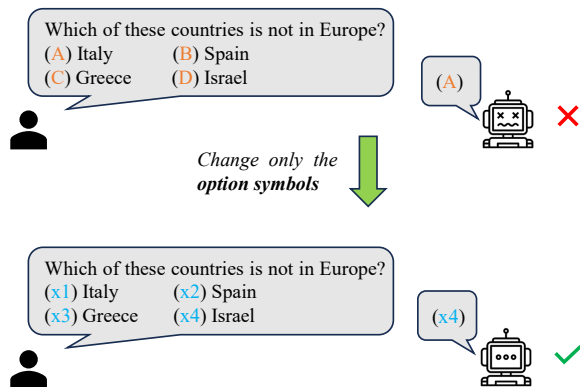 Which of these countries is not in Europe?
(A) Italy (B) Spain
(C) Greece (D) Israel
(A)
Change only the
option symbols
Which of these countries is not in Europe?
(x1) Italy (x2) Spain
(x3) Greece (x4) Israel
(x4)